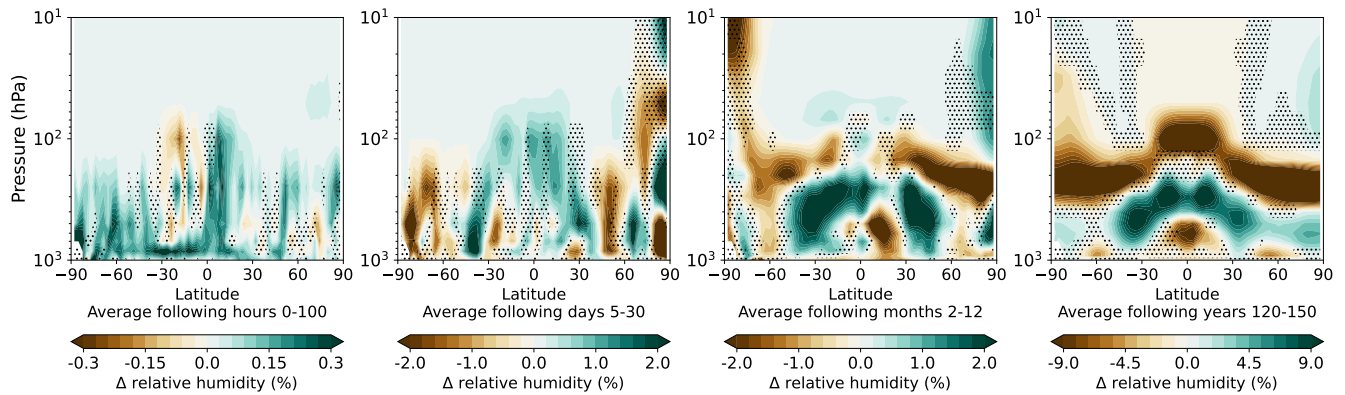 Pressure (hPa)
10¹
10²
10³
−90 −60 −30 0 30 60 90
Latitude
Average following hours 0-100
-0.3 -0.15 0.0 0.15 0.3
Δ relative humidity (%)
10¹
10²
10³
−90 −60 −30 0 30 60 90
Latitude
Average following days 5-30
-2.0 -1.0 0.0 1.0 2.0
Δ relative humidity (%)
10¹
10²
10³
−90 −60 −30 0 30 60 90
Latitude
Average following months 2-12
-2.0 -1.0 0.0 1.0 2.0
Δ relative humidity (%)
10¹
10²
10³
−90 −60 −30 0 30 60 90
Latitude
Average following years 120-150
-9.0 -4.5 0.0 4.5 9.0
Δ relative humidity (%)